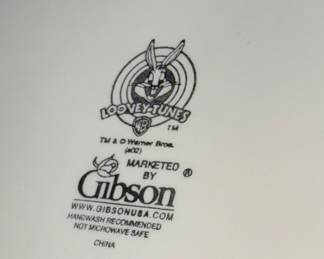 LOONEY TUNES
WB
TM
TM & © Warner Bros.
(s02)
MARKETED
BY
Gibson ®
WWW.GIBSONUSA.COM
HANDWASH RECOMMENDED
NOT MICROWAVE SAFE
CHINA